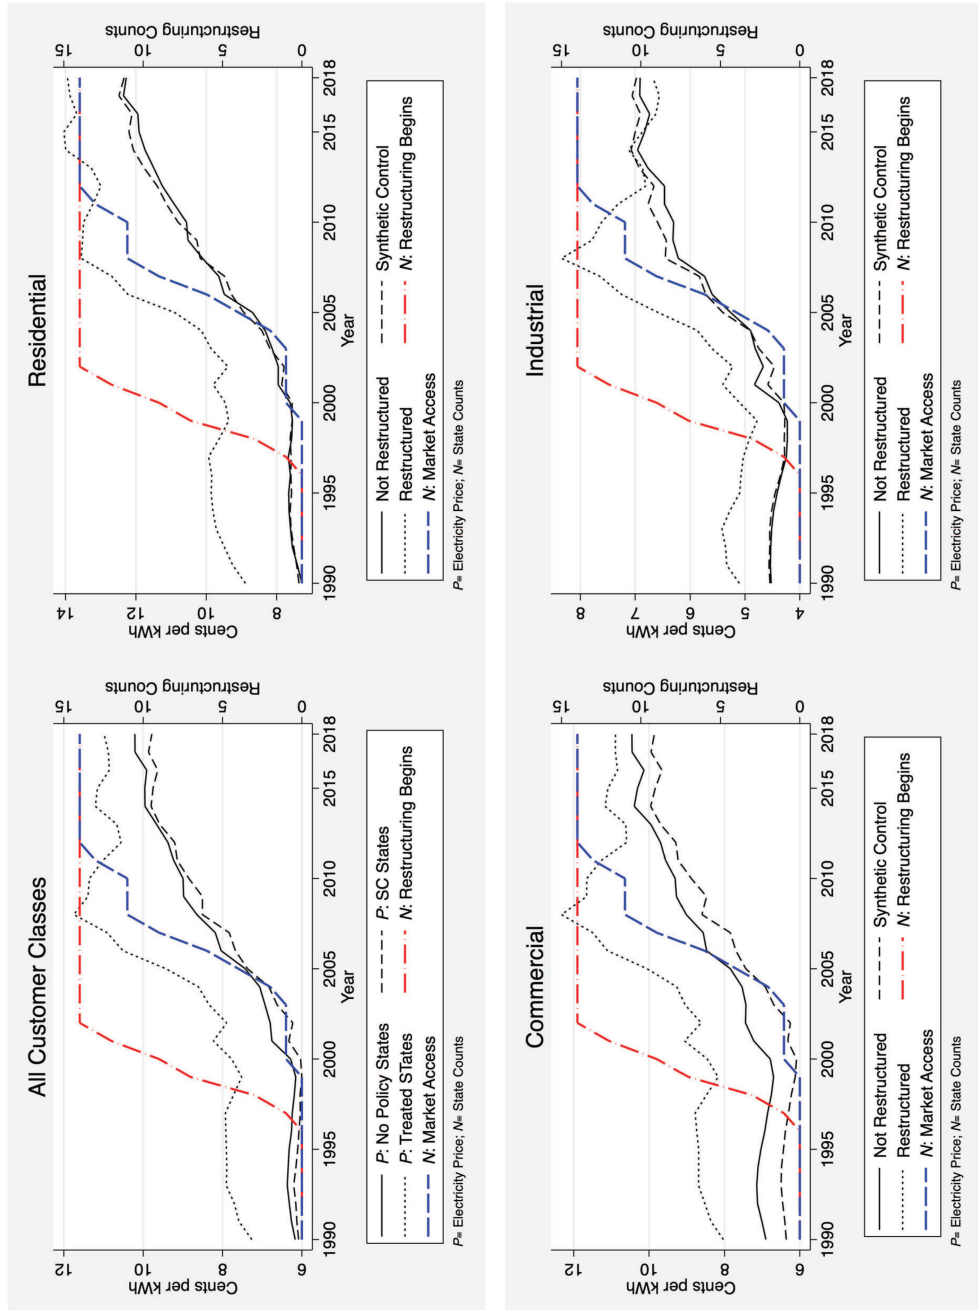 All Customer Classes
Cents per kWh
12
10
8
6
Restructuring Counts
15
10
5
0
1990 1995 2000 2005 2010 2015 2018
Year
P: No Policy States P: SC States
P: Treated STates N: Restructuring Begins
N: Market Access
P= Electricity Price; N= State Counts
Residential
Cents per kWh
14
12
10
8
Restructuring Counts
15
10
5
0
1990 1995 2000 2005 2010 2015 2018
Year
Not Restructured Synthetic Control
Restructured N: Restructuring Begins
N: Market Access
P= Electricity Price; N= State Counts
Commercial
Cents per kWh
12
10
8
6
Restructuring Counts
15
10
5
0
1990 1995 2000 2005 2010 2015 2018
Year
Not Restructured Synthetic Control
Restructured N: Restructuring Begins
N: Market Access
P= Electricity Price; N= State Counts
Industrial
Cents per kWh
8
7
6
5
4
Restructuring Counts
15
10
5
0
1990 1995 2000 2005 2010 2015 2018
Year
Not Restructured Synthetic Control
Restructured N: Restructuring Begins
N: Market Access
P= Electricity Price; N= State Counts